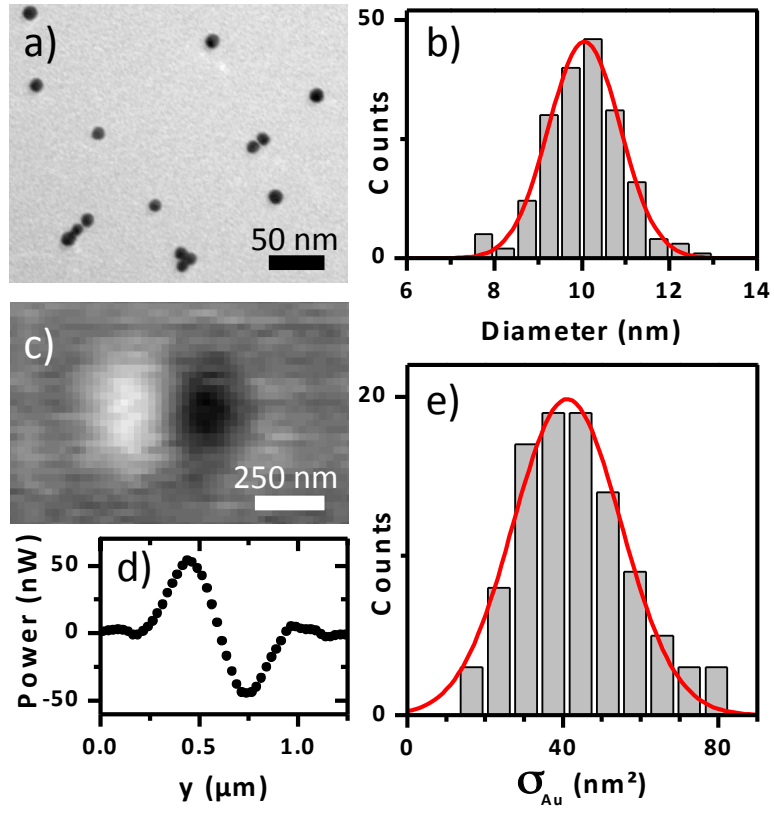 a)
50 nm
b)
50
0
Counts
6 8 10 12 14
Diameter (nm)
c)
250 nm
d)
50
0
-50
Power (nW)
0.0 0.5 1.0
y (μm)
e)
20
0
Counts
0 40 80
σAu (nm²)